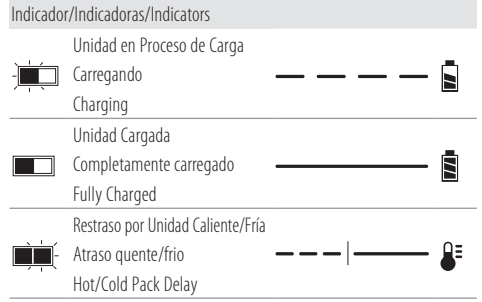 Indicador/Indicadoras/Indicators
Unidad en Proceso de Carga
Carregando
Charging
Unidad Cargada
Completamente carregado
Fully Charged
Restraso por Unidad Caliente/Fría
Atraso quente/frio
Hot/Cold Pack Delay